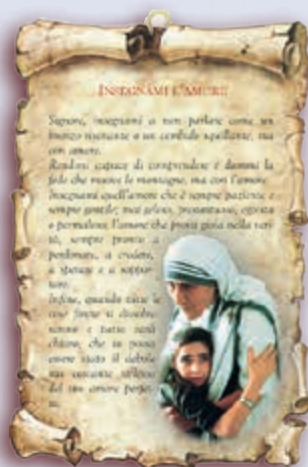 INSEGNAMI L'AMORE
Signore, insegnami a non parlare come un
bronzo risonante o un cembalo squillante, ma
con amore.
Rendimi capace di comprendere e dammi la
fede che muove le montagne, ma con l'amore.
Insegnami quell'amore che è sempre paziente e
sempre gentile; mai geloso, presuntuoso, egoista
o permaloso; l'amore che prova gioia nella veri-
tà, sempre pronto a
perdonare, a credere,
a sperare e a soppor-
tare.
Infine, quando tutte le
cose finite si dissolve-
ranno e tutto sarà
chiaro, che io possa
essere stato il debole
ma costante riflesso
del tuo amore perfet-
to.